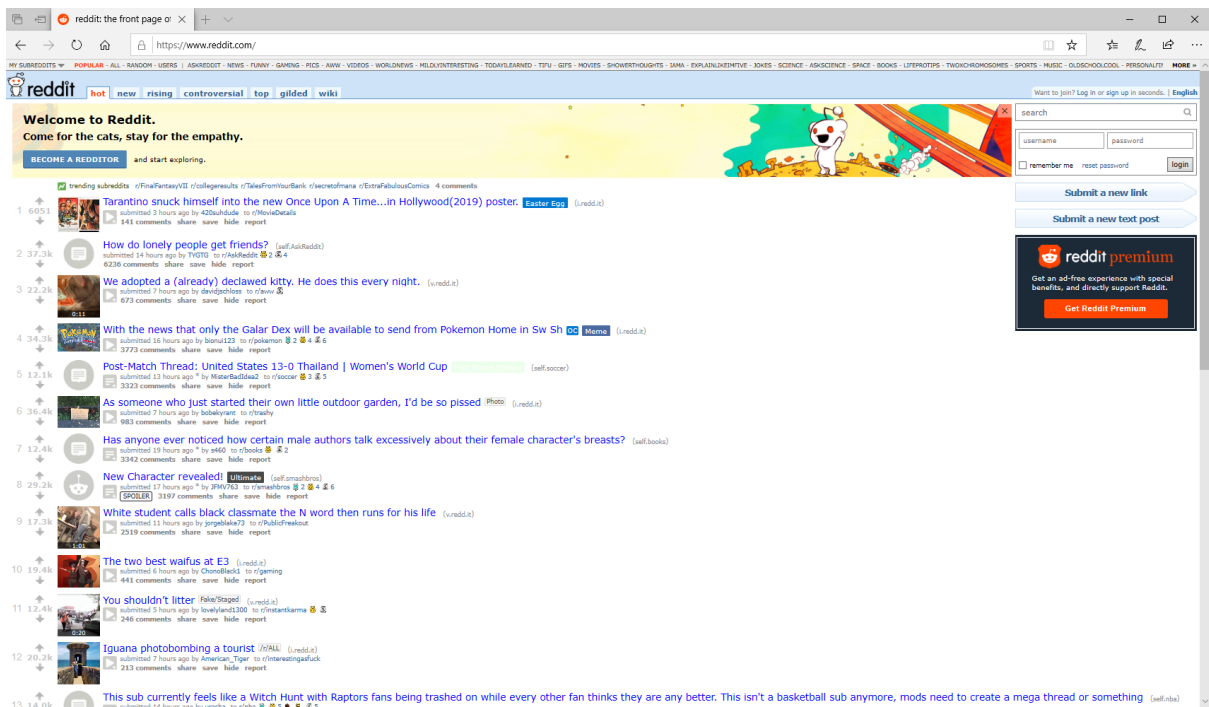 reddit: the front page of
https://www.reddit.com/
MY SUBREDDITS POPULAR - ALL - RANDOM - USERS | ASKREDDIT - NEWS - FUNNY - GAMING - PICS - AWW - VIDEOS - WORLDNEWS - MILDLYINTERESTING - TODAYILEARNED - TIFU - GIFS - MOVIES - SHOWERTHOUGHTS - IAMA - EXPLAINLIKEIMFIVE - JOKES - SCIENCE - ASKSCIENCE - SPACE - BOOKS - LIFEPROTIPS - TWOXCHROMOSOMES - SPORTS - MUSIC - OLDSCHOOLCOOL - MORE »
reddit hot new rising controversial top gilded wiki
Want to join? Log in or sign up in seconds. | English
Welcome to Reddit.
Come for the cats, stay for the empathy.
BECOME A REDDITOR and start exploring.
search
username password
remember me reset password login
Submit a new link
Submit a new text post
reddit premium
Get an ad-free experience with special
benefits, and directly support Reddit.
Get Reddit Premium
trending subreddits r/FinalFantasyVII r/collegeresults r/TalesFromYourBank r/secretofmana r/ExtraFabulousComics 4 comments
1 6051 Tarantino snuck himself into the new Once Upon A Time...in Hollywood(2019) poster. Easter Egg (i.redd.it)
submitted 3 hours ago by 420suhdude to r/MovieDetails
141 comments share save hide report
2 37.3k How do lonely people get friends? (self.AskReddit)
submitted 14 hours ago by TYGTG to r/AskReddit 2 4
6236 comments share save hide report
3 22.2k We adopted a (already) declawed kitty. He does this every night. (v.redd.it)
submitted 7 hours ago by davidjschloss to r/aww
673 comments share save hide report
0:11
4 34.3k With the news that only the Galar Dex will be available to send from Pokemon Home in Sw Sh OC Meme (i.redd.it)
submitted 16 hours ago by bionui123 to r/pokemon 2 4 6
3773 comments share save hide report
5 12.1k Post-Match Thread: United States 13-0 Thailand | Women's World Cup (self.soccer)
submitted 13 hours ago * by MisterBadIdea2 to r/soccer 3 5
3323 comments share save hide report
6 36.4k As someone who just started their own little outdoor garden, I'd be so pissed Photo (i.redd.it)
submitted 7 hours ago by bobekyrant to r/trashy
983 comments share save hide report
7 12.4k Has anyone ever noticed how certain male authors talk excessively about their female character's breasts? (self.books)
submitted 19 hours ago * by s460 to r/books 2
3342 comments share save hide report
8 29.2k New Character revealed! Ultimate (self.smashbros)
submitted 17 hours ago * by JFMV763 to r/smashbros 2 4 6
SPOILER 3197 comments share save hide report
9 17.3k White student calls black classmate the N word then runs for his life (v.redd.it)
submitted 11 hours ago by jorgeblake73 to r/PublicFreakout
2519 comments share save hide report
1:01
10 19.4k The two best waifus at E3 (i.redd.it)
submitted 6 hours ago by ChonoBlack1 to r/gaming
441 comments share save hide report
11 12.4k You shouldn't litter Fake/Staged (v.redd.it)
submitted 5 hours ago by lovelyland1300 to r/instantkarma
246 comments share save hide report
0:20
12 20.2k Iguana photobombing a tourist /r/ALL (i.redd.it)
submitted 7 hours ago by American_Tiger to r/interestingasfuck
213 comments share save hide report
13 14.0k This sub currently feels like a Witch Hunt with Raptors fans being trashed on while every other fan thinks they are any better. This isn't a basketball sub anymore, mods need to create a mega thread or something (self.nba)